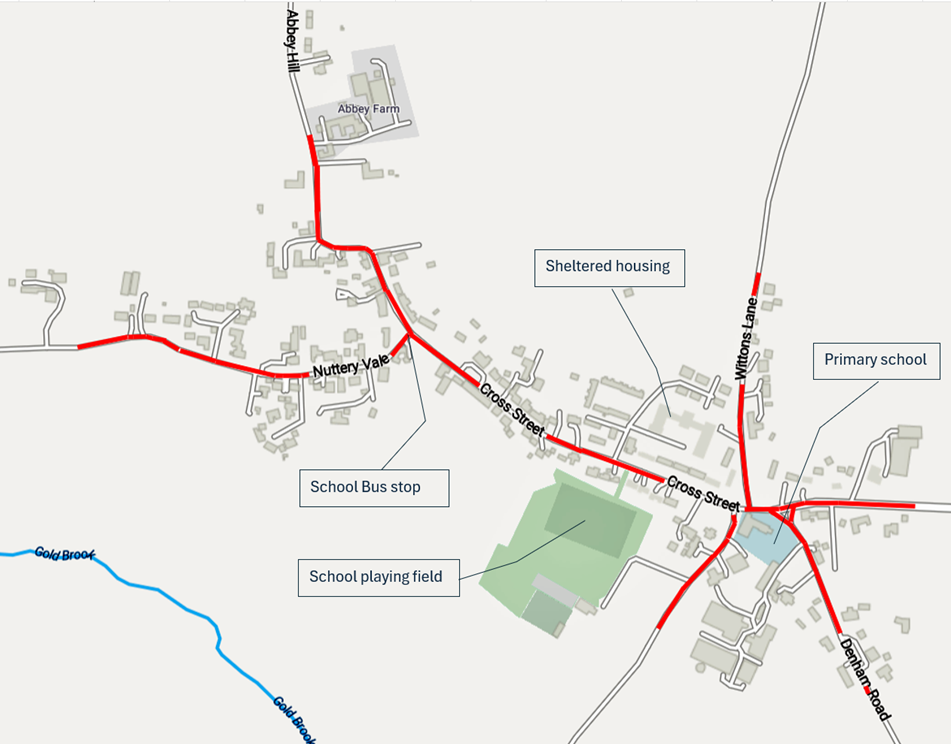 Abbey Hill
Abbey Farm
Sheltered housing
Wittons Lane
Primary school
Nuttery Vale
Cross Street
School Bus stop
Cross Street
Gold Brook
School playing field
Denham Road
Gold Brook